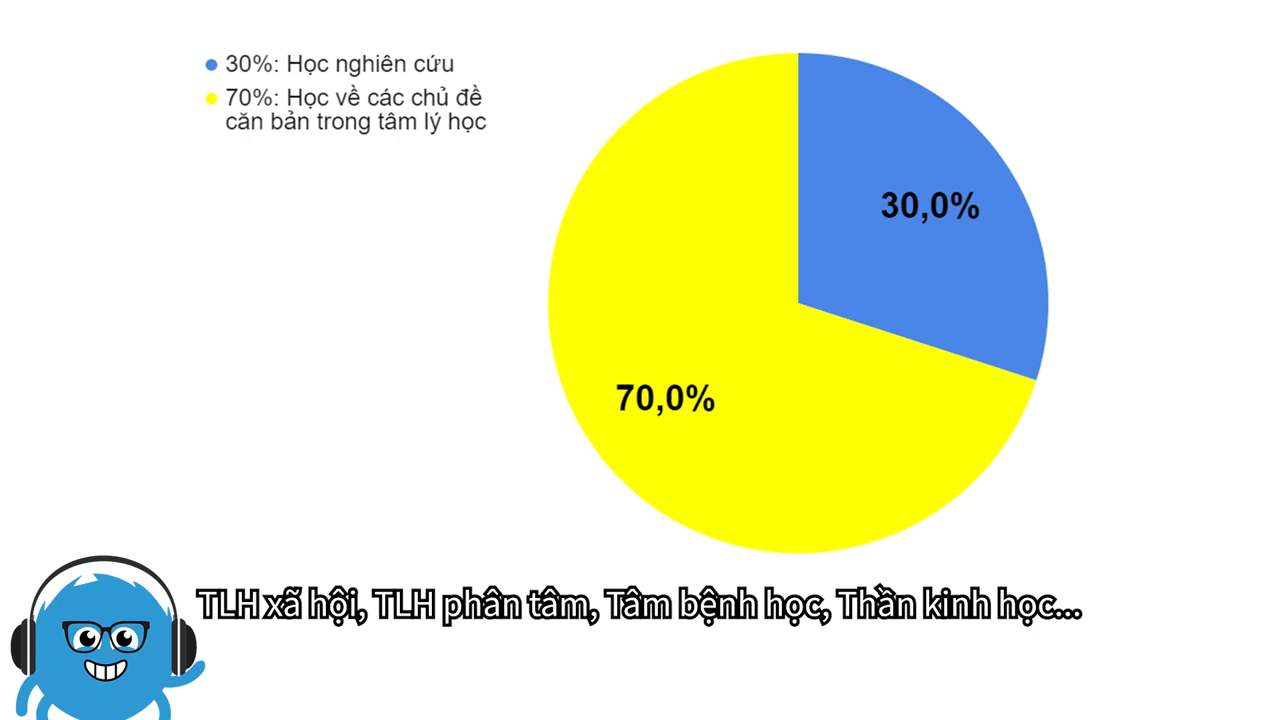 30%: Học nghiên cứu
70%: Học về các chủ đề
căn bản trong tâm lý học
30,0%
70,0%
TLH xã hội, TLH phân tâm, Tâm bệnh học, Thần kinh học...